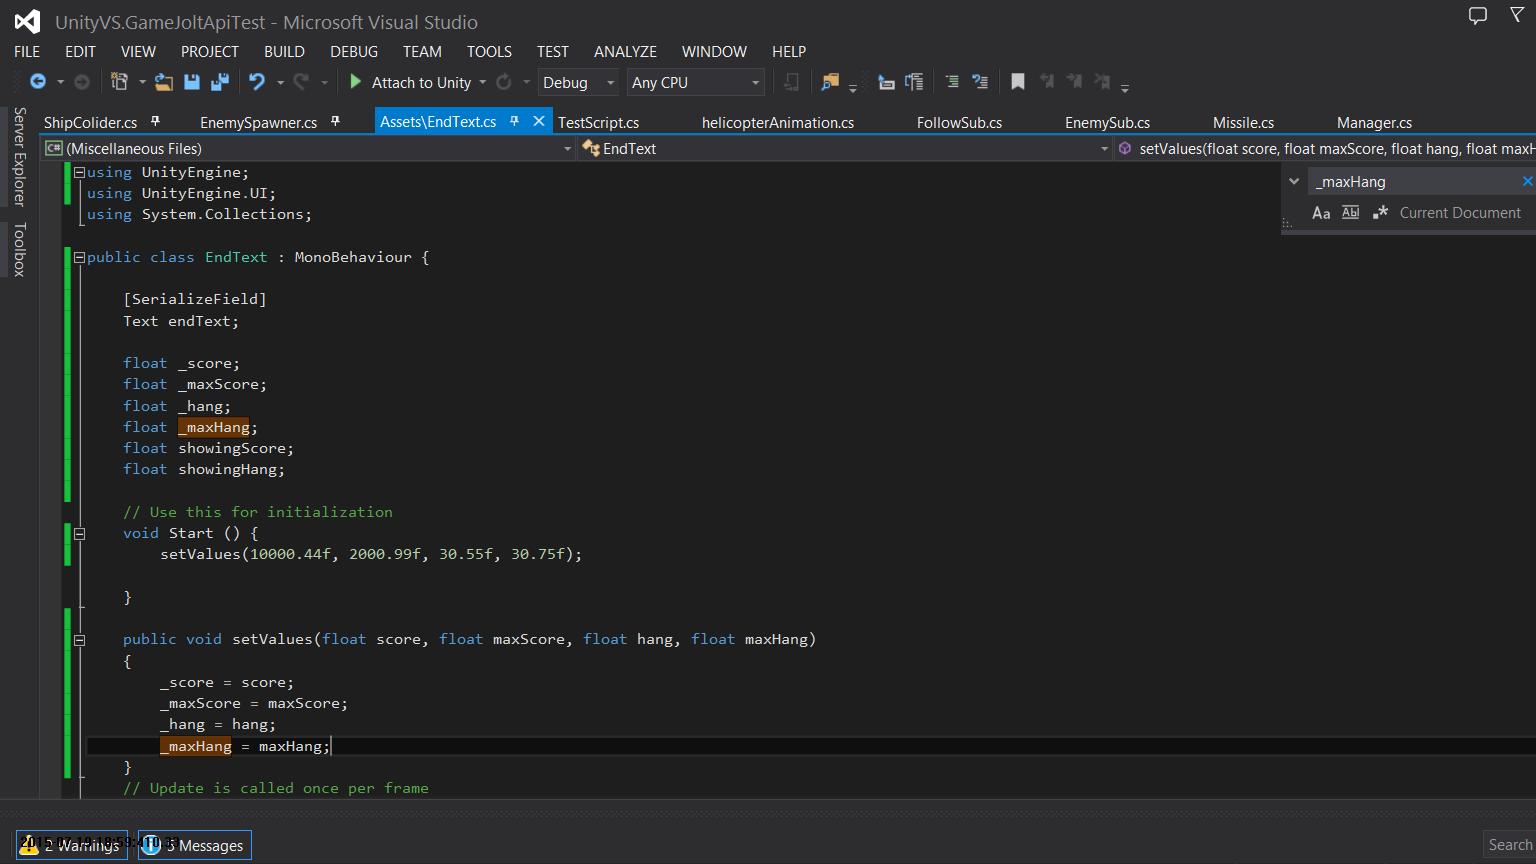 UnityVS.GameJoltApiTest - Microsoft Visual Studio
FILE EDIT VIEW PROJECT BUILD DEBUG TEAM TOOLS TEST ANALYZE WINDOW HELP
Attach to Unity Debug Any CPU
Server Explorer
Toolbox
ShipColider.cs EnemySpawner.cs Assets\EndText.cs TestScript.cs helicopterAnimation.cs FollowSub.cs EnemySub.cs Missile.cs Manager.cs
C# (Miscellaneous Files) EndText setValues(float score, float maxScore, float hang, float maxH
_maxHang
Aa Abl .* Current Document
using UnityEngine;
using UnityEngine.UI;
using System.Collections;
public class EndText : MonoBehaviour {
[SerializeField]
Text endText;
float _score;
float _maxScore;
float _hang;
float _maxHang;
float showingScore;
float showingHang;
// Use this for initialization
void Start () {
setValues(10000.44f, 2000.99f, 30.55f, 30.75f);
}
public void setValues(float score, float maxScore, float hang, float maxHang)
{
_score = score;
_maxScore = maxScore;
_hang = hang;
_maxHang = maxHang;
}
// Update is called once per frame
2 Warnings 5 Messages
Search